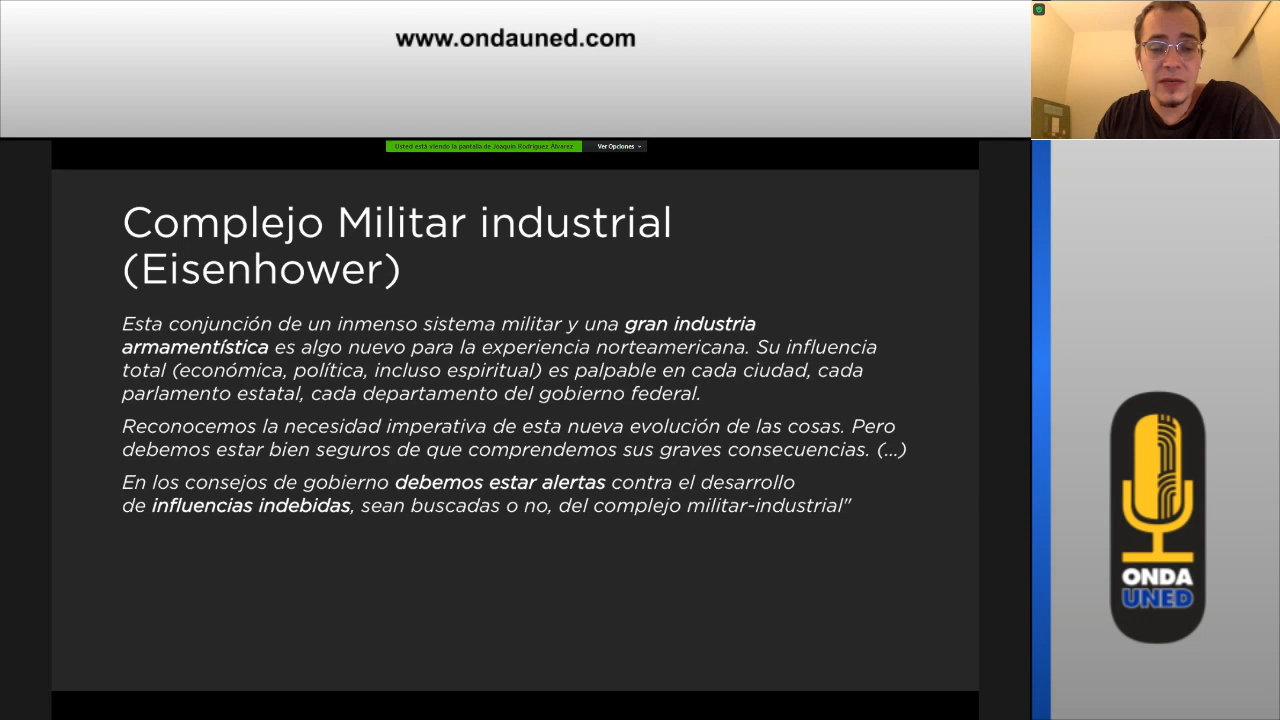 www.ondauned.com
Usted está viendo la pantalla de Joaquín Rodríguez Álvarez
Ver Opciones
Complejo Militar industrial
(Eisenhower)
Esta conjunción de un inmenso sistema militar y una gran industria
armamentística es algo nuevo para la experiencia norteamericana. Su influencia
total (económica, política, incluso espiritual) es palpable en cada ciudad, cada
parlamento estatal, cada departamento del gobierno federal.
Reconocemos la necesidad imperativa de esta nueva evolución de las cosas. Pero
debemos estar bien seguros de que comprendemos sus graves consecuencias. (...)
En los consejos de gobierno debemos estar alertas contra el desarrollo
de influencias indebidas, sean buscadas o no, del complejo militar-industrial"
ONDA
UNED